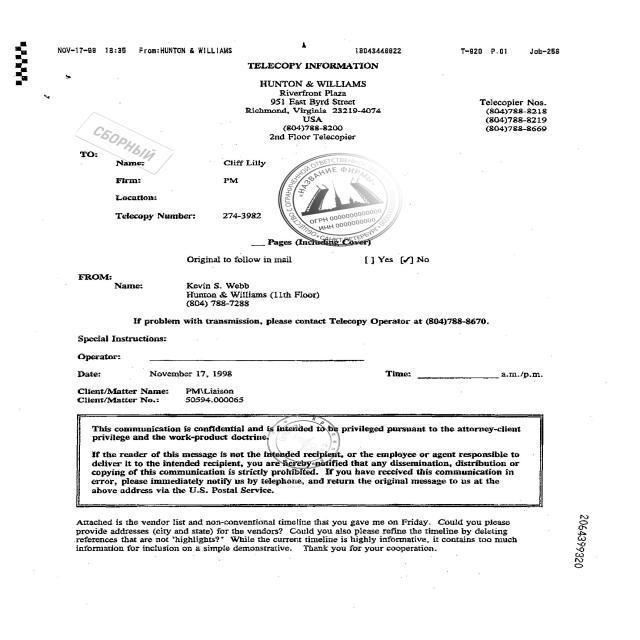 NOV-17-98 18:35 From:HUNTON & WILLIAMS 18043448822 T-920 P.01 Job-258
TELECOPY INFORMATION
HUNTON & WILLIAMS
Riverfront Plaza
951 East Byrd Street
Richmond, Virginia 23219-4074
USA
(804)788-8200
2nd Floor Telecopier
Telecopier Nos.
(804)788-8218
(804)788-8219
(804)788-8669
СБОРНЫЙ
TO:
Name: Cliff Lilly
Firm: PM
Location:
Telecopy Number: 274-3982
"НАЗВАНИЕ ФИРМЫ"
ОГРН 0000000000000
ИНН 000000000000
___ Pages (Including Cover)
Original to follow in mail [ ] Yes [✓] No
FROM:
Name: Kevin S. Webb
Hunton & Williams (11th Floor)
(804) 788-7288
If problem with transmission, please contact Telecopy Operator at (804)788-8670.
Special Instructions:
Operator:
Date: November 17, 1998 Time: ____________ a.m./p.m.
Client/Matter Name: PM\Liaison
Client/Matter No.: 50594.000065
This communication is confidential and is intended to be privileged pursuant to the attorney-client
privilege and the work-product doctrine.
If the reader of this message is not the intended recipient, or the employee or agent responsible to
deliver it to the intended recipient, you are hereby notified that any dissemination, distribution or
copying of this communication is strictly prohibited. If you have received this communication in
error, please immediately notify us by telephone, and return the original message to us at the
above address via the U.S. Postal Service.
Attached is the vendor list and non-conventional timeline that you gave me on Friday. Could you please
provide addresses (city and state) for the vendors? Could you also please refine the timeline by deleting
references that are not "highlights?" While the current timeline is highly informative, it contains too much
information for inclusion on a simple demonstrative. Thank you for your cooperation.
2064399320